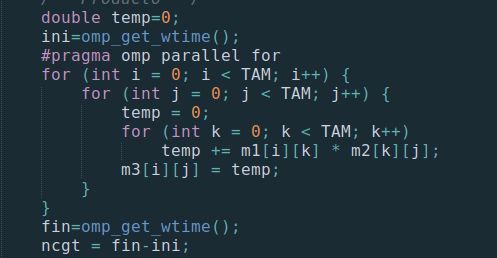 /* Producto */
double temp=0;
ini=omp_get_wtime();
#pragma omp parallel for
for (int i = 0; i < TAM; i++) {
    for (int j = 0; j < TAM; j++) {
        temp = 0;
        for (int k = 0; k < TAM; k++)
            temp += m1[i][k] * m2[k][j];
        m3[i][j] = temp;
    }
}
fin=omp_get_wtime();
ncgt = fin-ini;